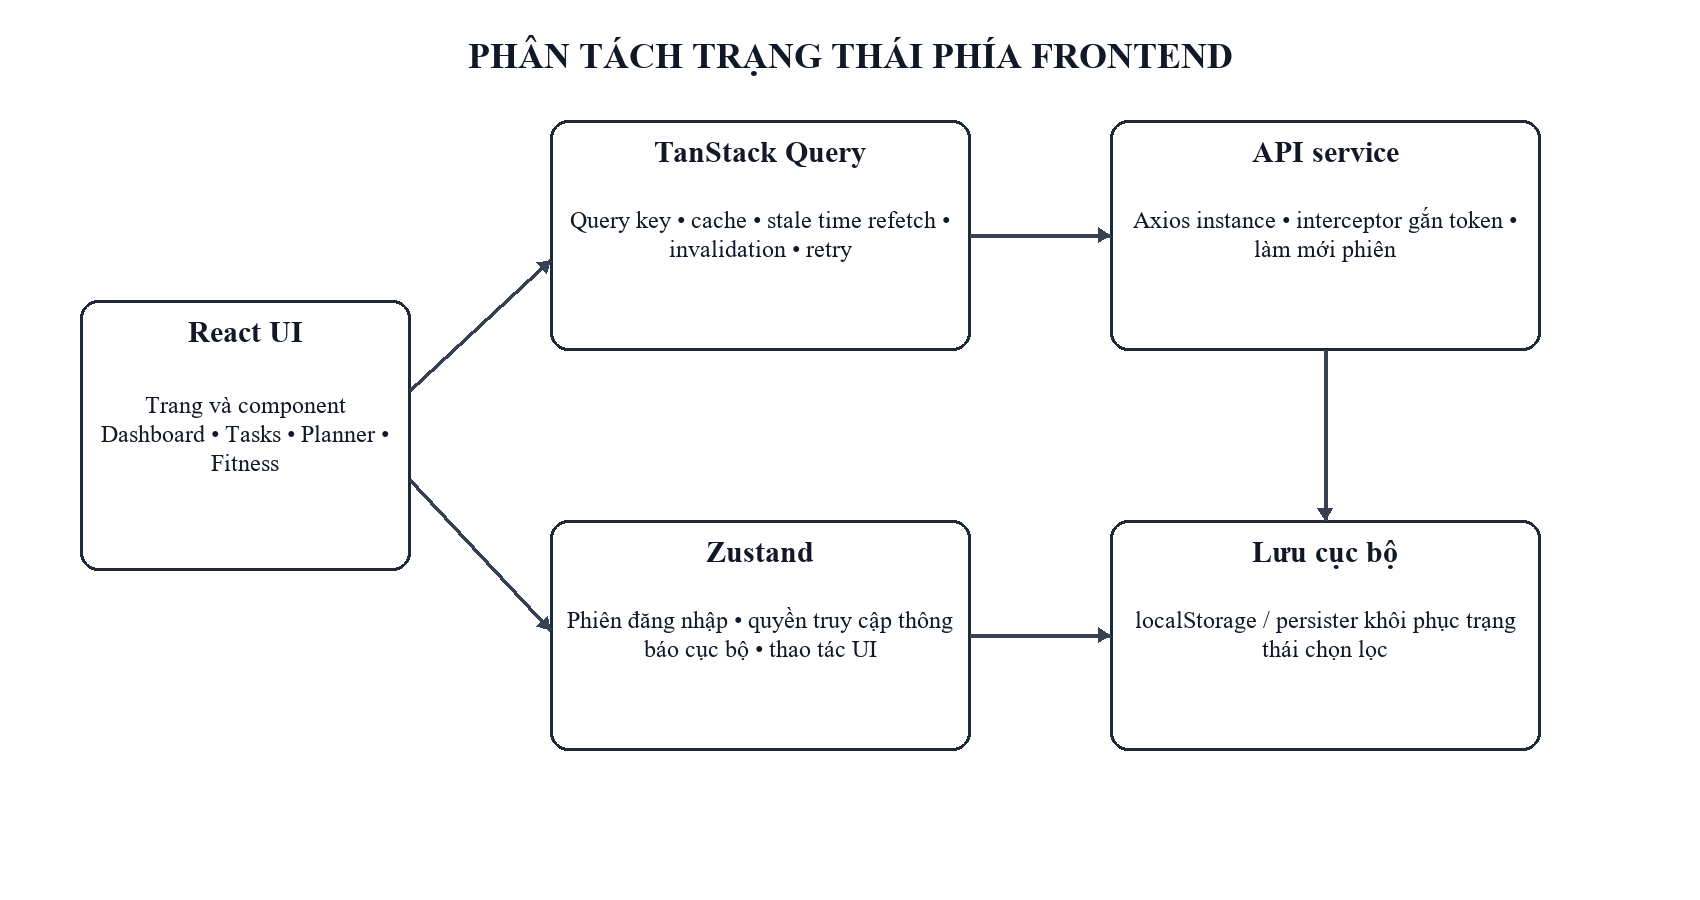 PHÂN TÁCH TRẠNG THÁI PHÍA FRONTEND
TanStack Query
Query key • cache • stale time refetch •
invalidation • retry
API service
Axios instance • interceptor gắn token •
làm mới phiên
React UI
Trang và component
Dashboard • Tasks • Planner •
Fitness
Zustand
Phiên đăng nhập • quyền truy cập thông
báo cục bộ • thao tác UI
Lưu cục bộ
localStorage / persister khôi phục trạng
thái chọn lọc